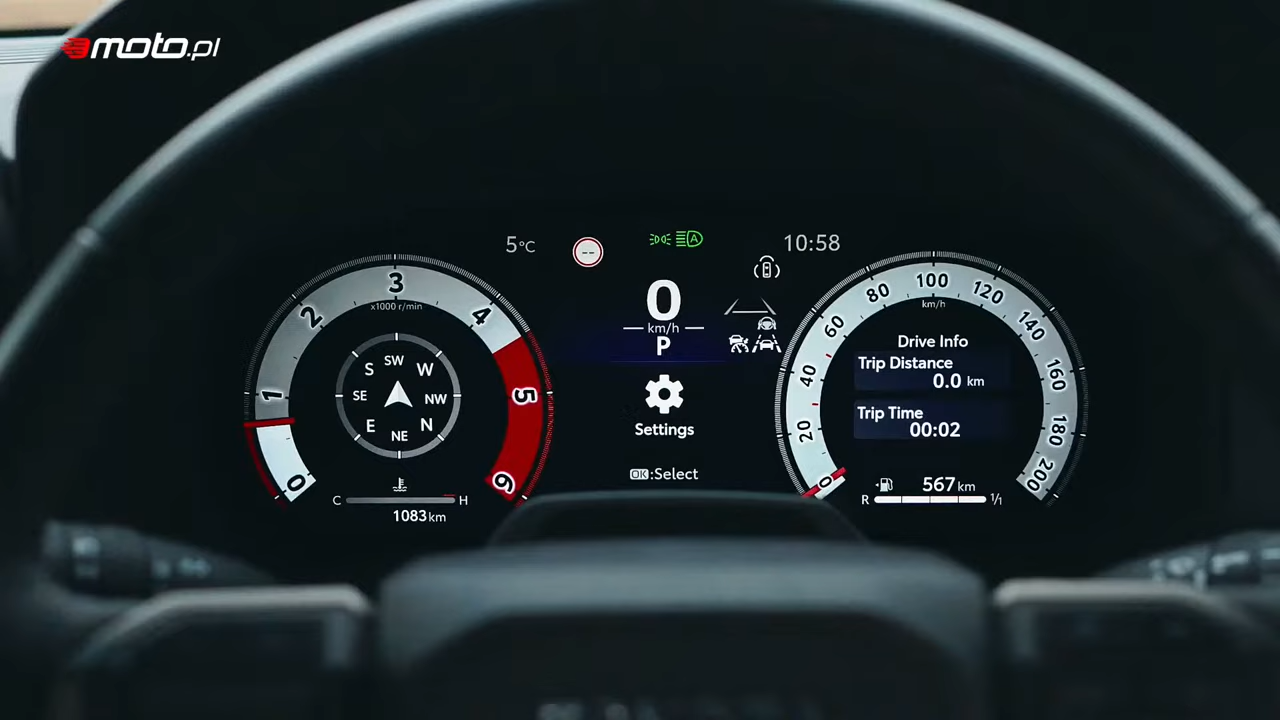 moto.pl
5°C
--
A
10:58
0
km/h
P
Settings
OK:Select
0
1
2
3
4
5
6
x1000 r/min
S SW W
SE NW
E NE N
C H
1083 km
0
20
40
60
80
100
120
140
160
180
200
km/h
Drive Info
Trip Distance
0.0 km
Trip Time
00:02
567 km
R 1/1